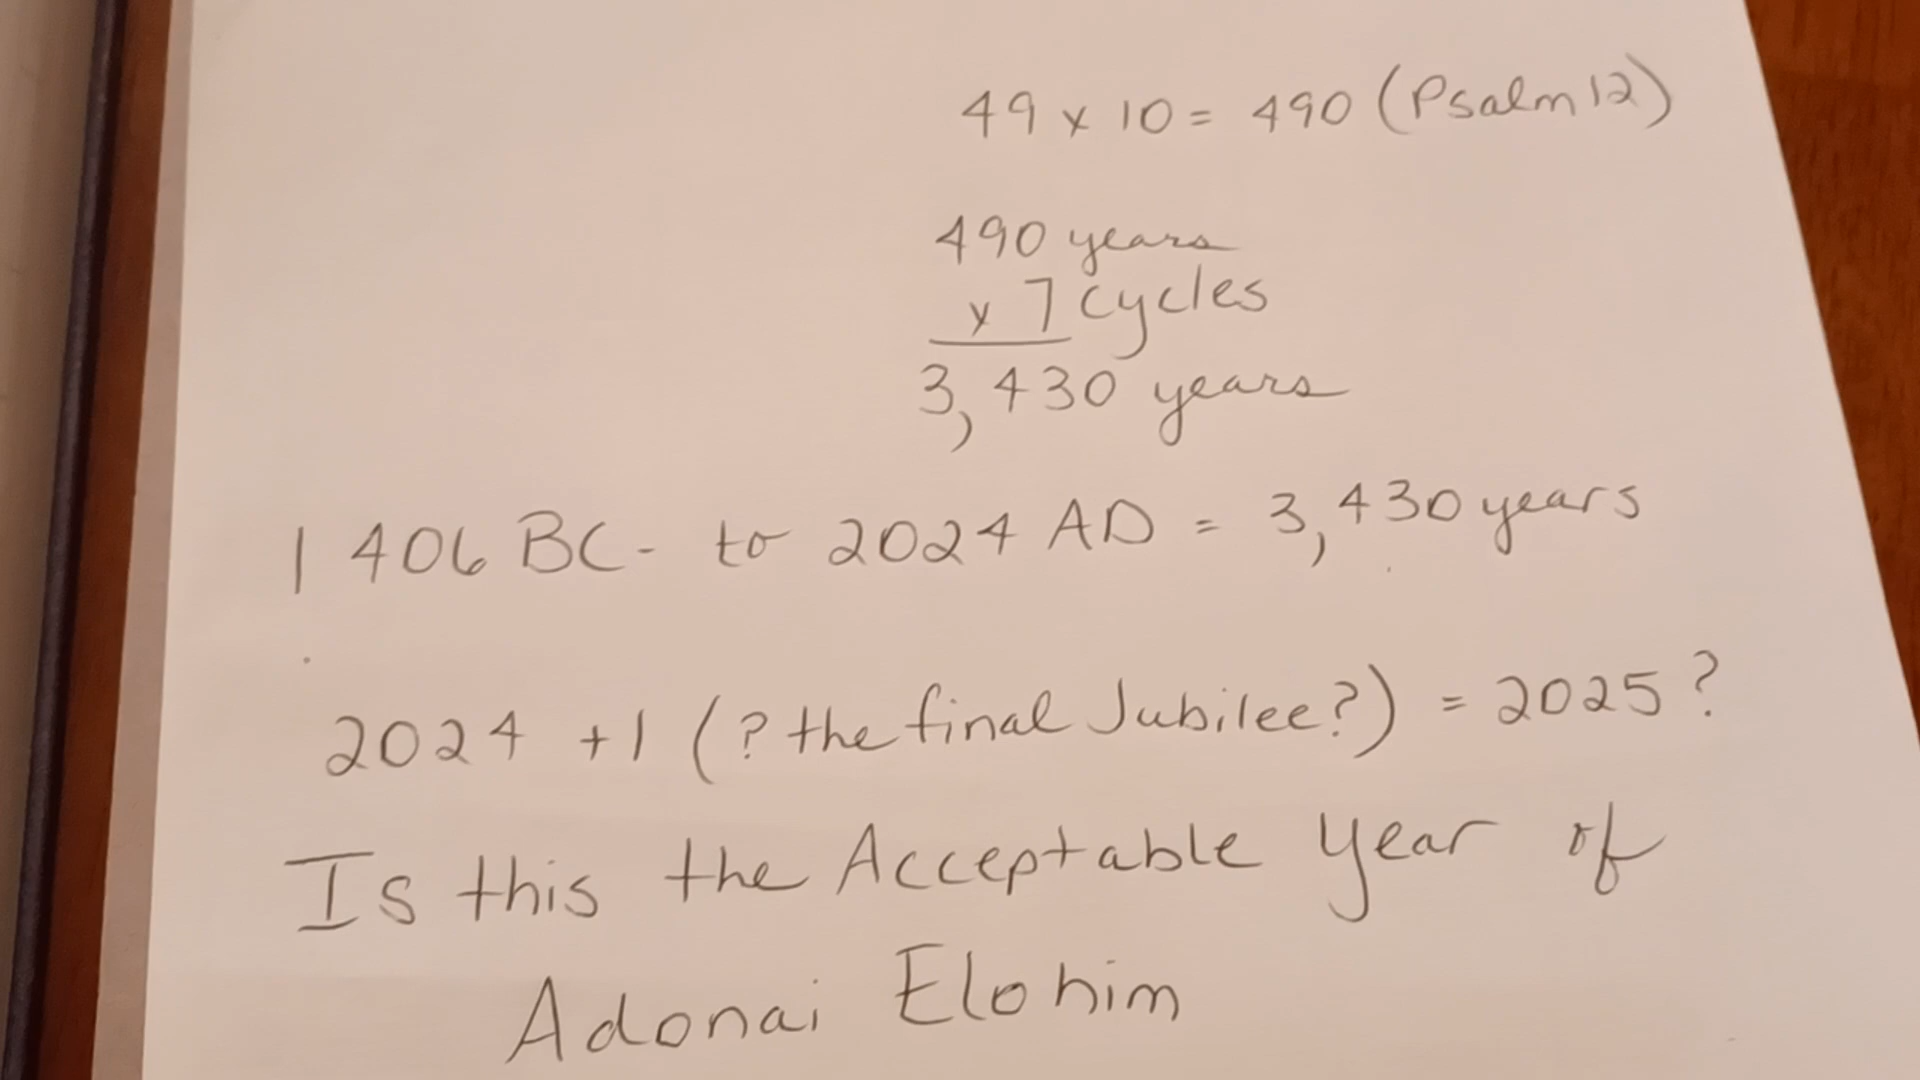 49 x 10 = 490 (Psalm 12)
490 years
x 7 cycles
3,430 years
1406 BC - to 2024 AD = 3,430 years
2024 +1 (? the final Jubilee?) = 2025?
Is this the Acceptable Year of
Adonai Elohim